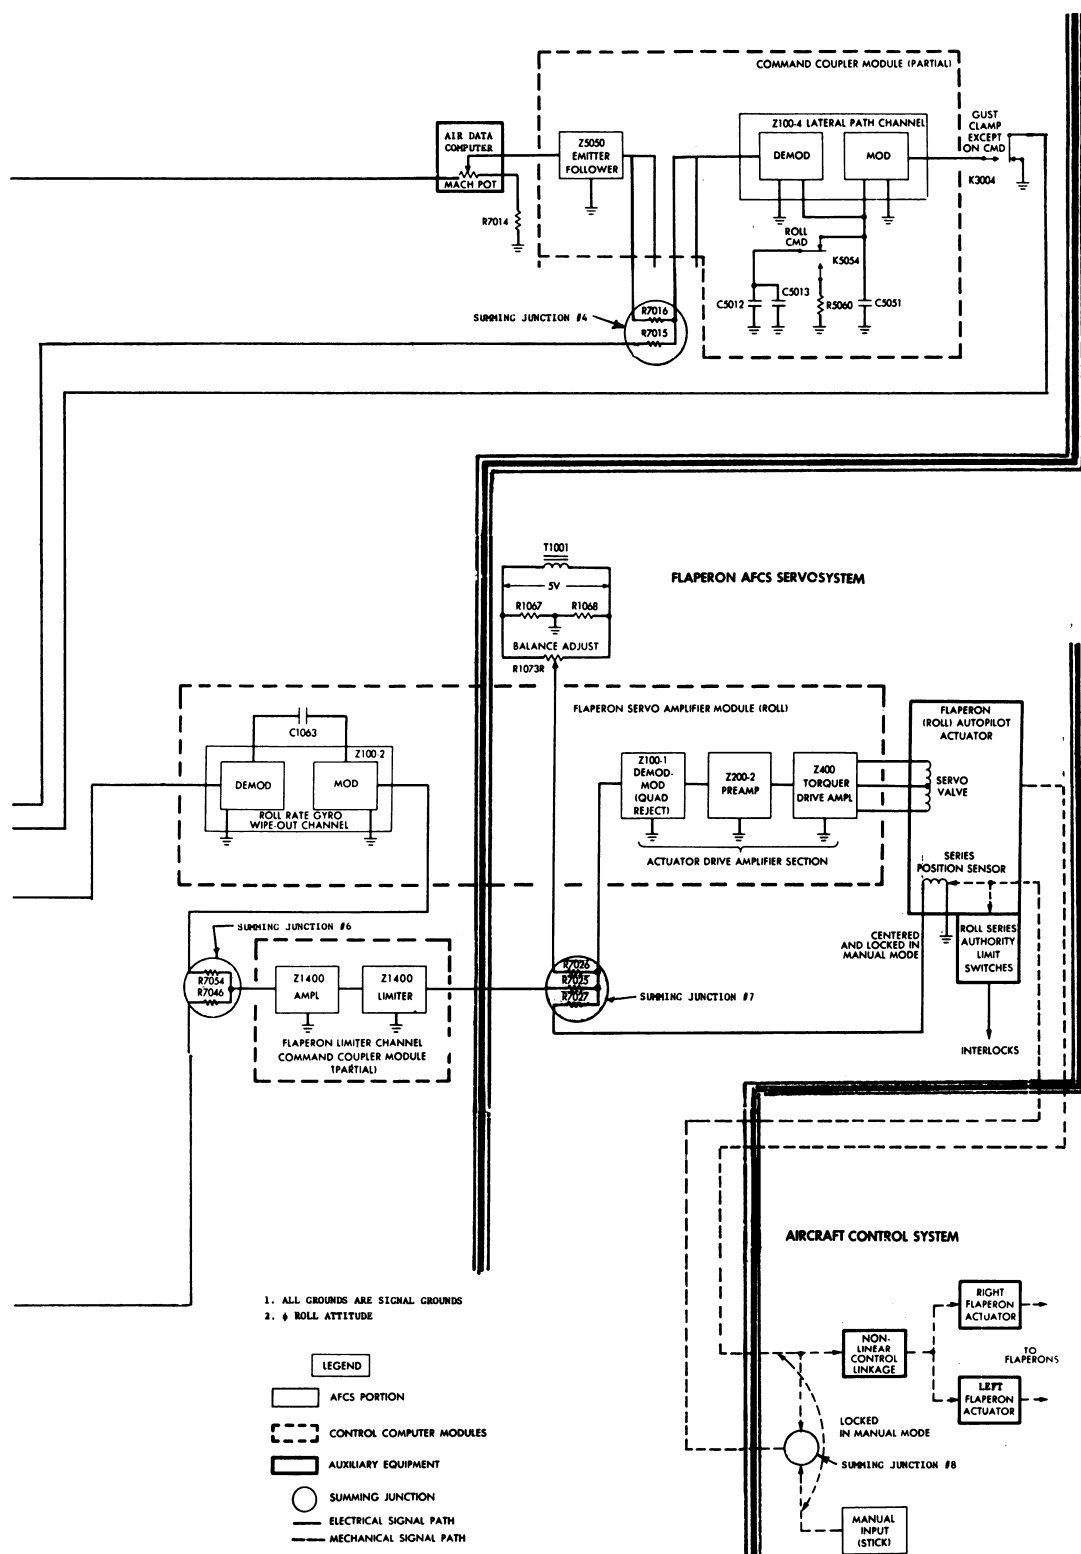 COMMAND COUPLER MODULE (PARTIAL)
AIR DATA
COMPUTER
MACH POT
R7014
Z5050
EMITTER
FOLLOWER
Z100-4 LATERAL PATH CHANNEL
DEMOD
MOD
GUST
CLAMP
EXCEPT
ON CMD
K3004
ROLL
CMD
K5054
C5012
C5013
R5060
C5051
SUMMING JUNCTION #4
R7016
R7015
T1001
5V
R1067
R1068
BALANCE ADJUST
R1073R
FLAPERON AFCS SERVOSYSTEM
FLAPERON SERVO AMPLIFIER MODULE (ROLL)
C1063
Z100-2
DEMOD
MOD
ROLL RATE GYRO
WIPE-OUT CHANNEL
Z100-1
DEMOD-
MOD
(QUAD
REJECT)
Z200-2
PREAMP
Z400
TORQUER
DRIVE AMPL
ACTUATOR DRIVE AMPLIFIER SECTION
FLAPERON
(ROLL) AUTOPILOT
ACTUATOR
SERVO
VALVE
SERIES
POSITION SENSOR
CENTERED
AND LOCKED IN
MANUAL MODE
ROLL SERIES
AUTHORITY
LIMIT
SWITCHES
INTERLOCKS
SUMMING JUNCTION #6
R7054
R7046
Z1400
AMPL
Z1400
LIMITER
FLAPERON LIMITER CHANNEL
COMMAND COUPLER MODULE
(PARTIAL)
R7026
R7025
R7027
SUMMING JUNCTION #7
AIRCRAFT CONTROL SYSTEM
RIGHT
FLAPERON
ACTUATOR
NON-
LINEAR
CONTROL
LINKAGE
TO
FLAPERONS
LEFT
FLAPERON
ACTUATOR
LOCKED
IN MANUAL MODE
SUMMING JUNCTION #8
MANUAL
INPUT
(STICK)
1. ALL GROUNDS ARE SIGNAL GROUNDS
2. ϕ ROLL ATTITUDE
LEGEND
AFCS PORTION
CONTROL COMPUTER MODULES
AUXILIARY EQUIPMENT
SUMMING JUNCTION
ELECTRICAL SIGNAL PATH
MECHANICAL SIGNAL PATH